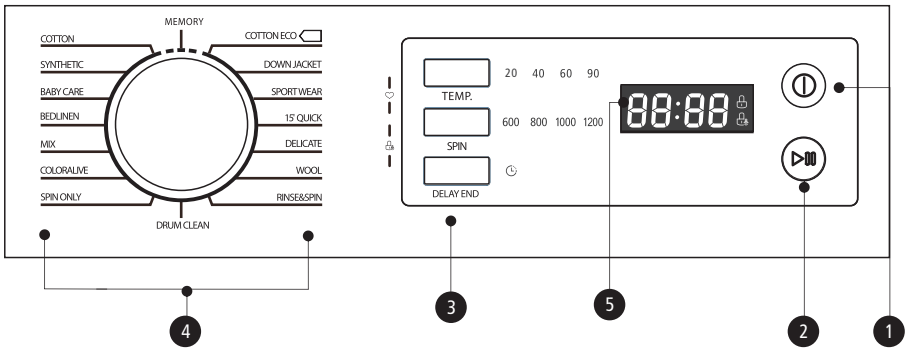 MEMORY
COTTON
COTTON ECO
SYNTHETIC
DOWN JACKET
BABY CARE
SPORT WEAR
BEDLINEN
15' QUICK
MIX
DELICATE
COLORALIVE
WOOL
SPIN ONLY
RINSE&SPIN
DRUM CLEAN
20 40 60 90
TEMP.
600 800 1000 1200
SPIN
DELAY END
88:88
1
2
3
4
5